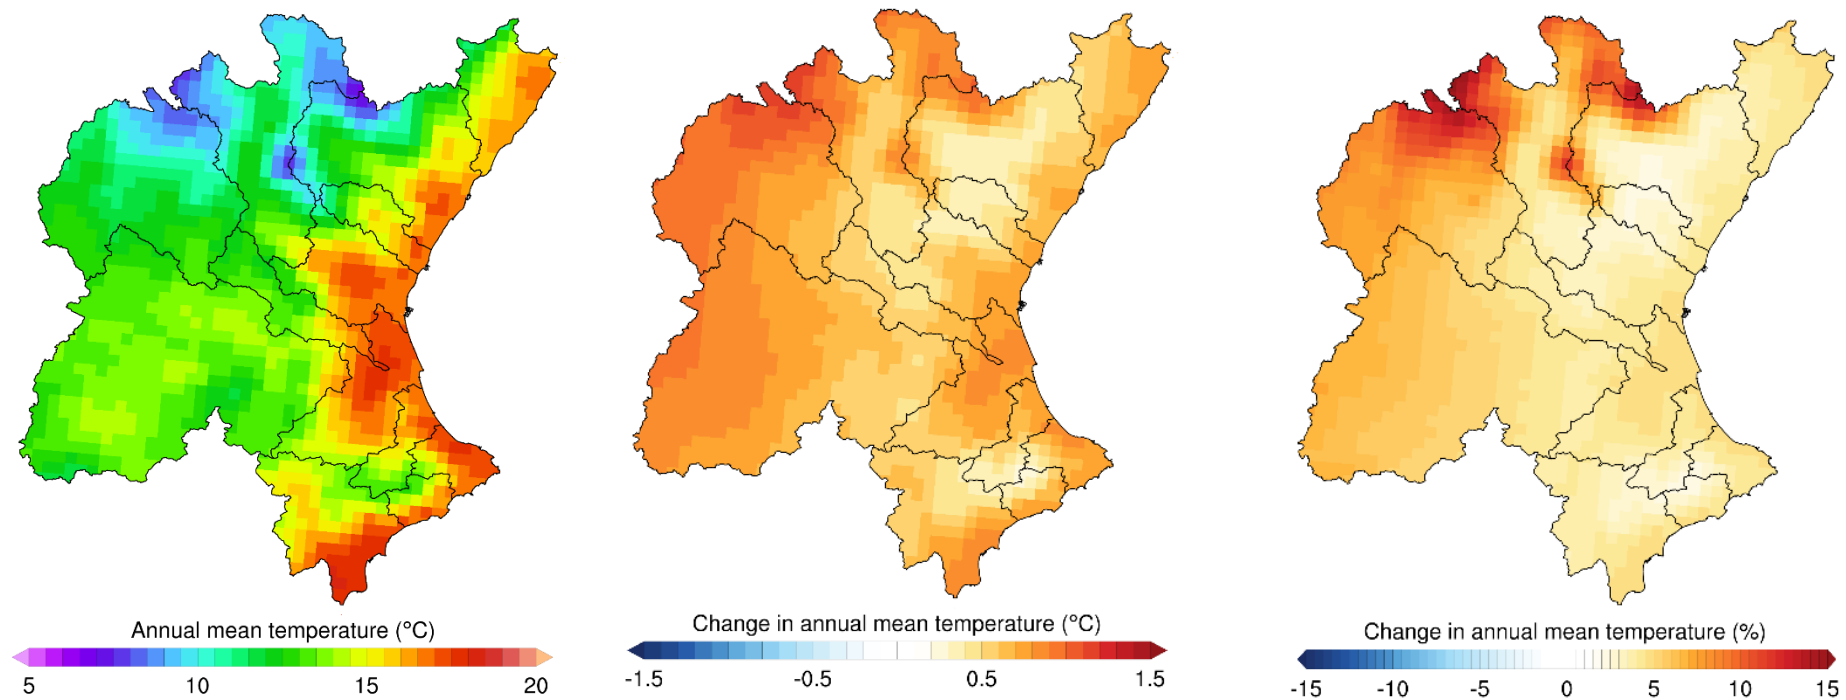 Annual mean temperature (°C)
5 10 15 20
Change in annual mean temperature (°C)
-1.5 -0.5 0.5 1.5
Change in annual mean temperature (%)
-15 -10 -5 0 5 10 15